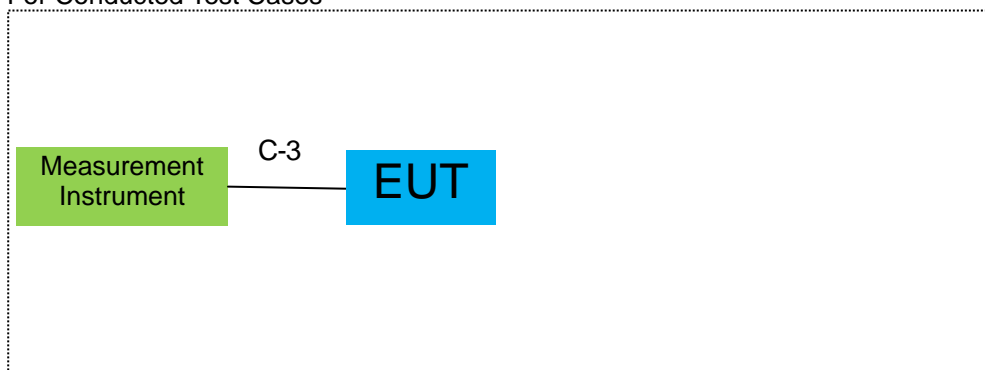 For Conducted Test Cases
C-3
Measurement
Instrument
EUT